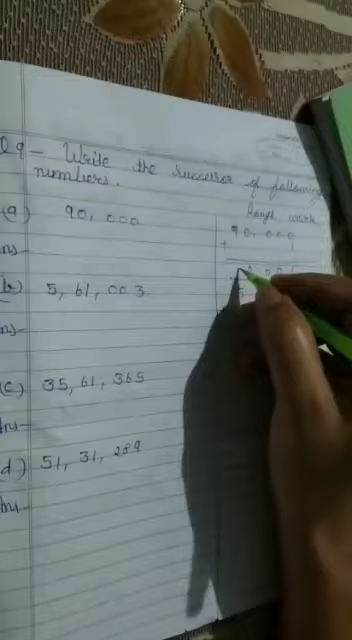 Q9- Write the successor of following
numbers.
Rough work
(a) 90,000
90,000
+
Ans
(b) 5,61,003
Ans-
(c) 35,61,365
Ans-
(d) 51,31,289
Ans-